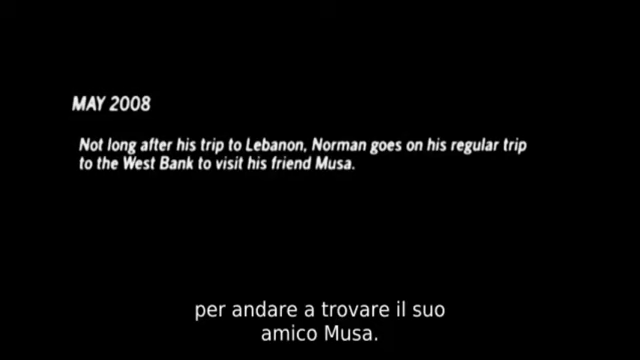 MAY 2008
Not long after his trip to Lebanon, Norman goes on his regular trip
to the West Bank to visit his friend Musa.
per andare a trovare il suo
amico Musa.